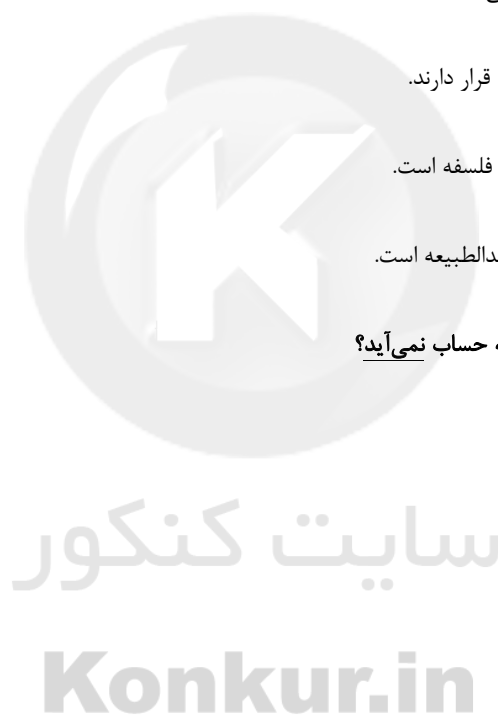 قرار دارند.
فلسفه است.
دالطبیعه است.
حساب نمی‌آید؟
سایت کنکور
Konkur.in